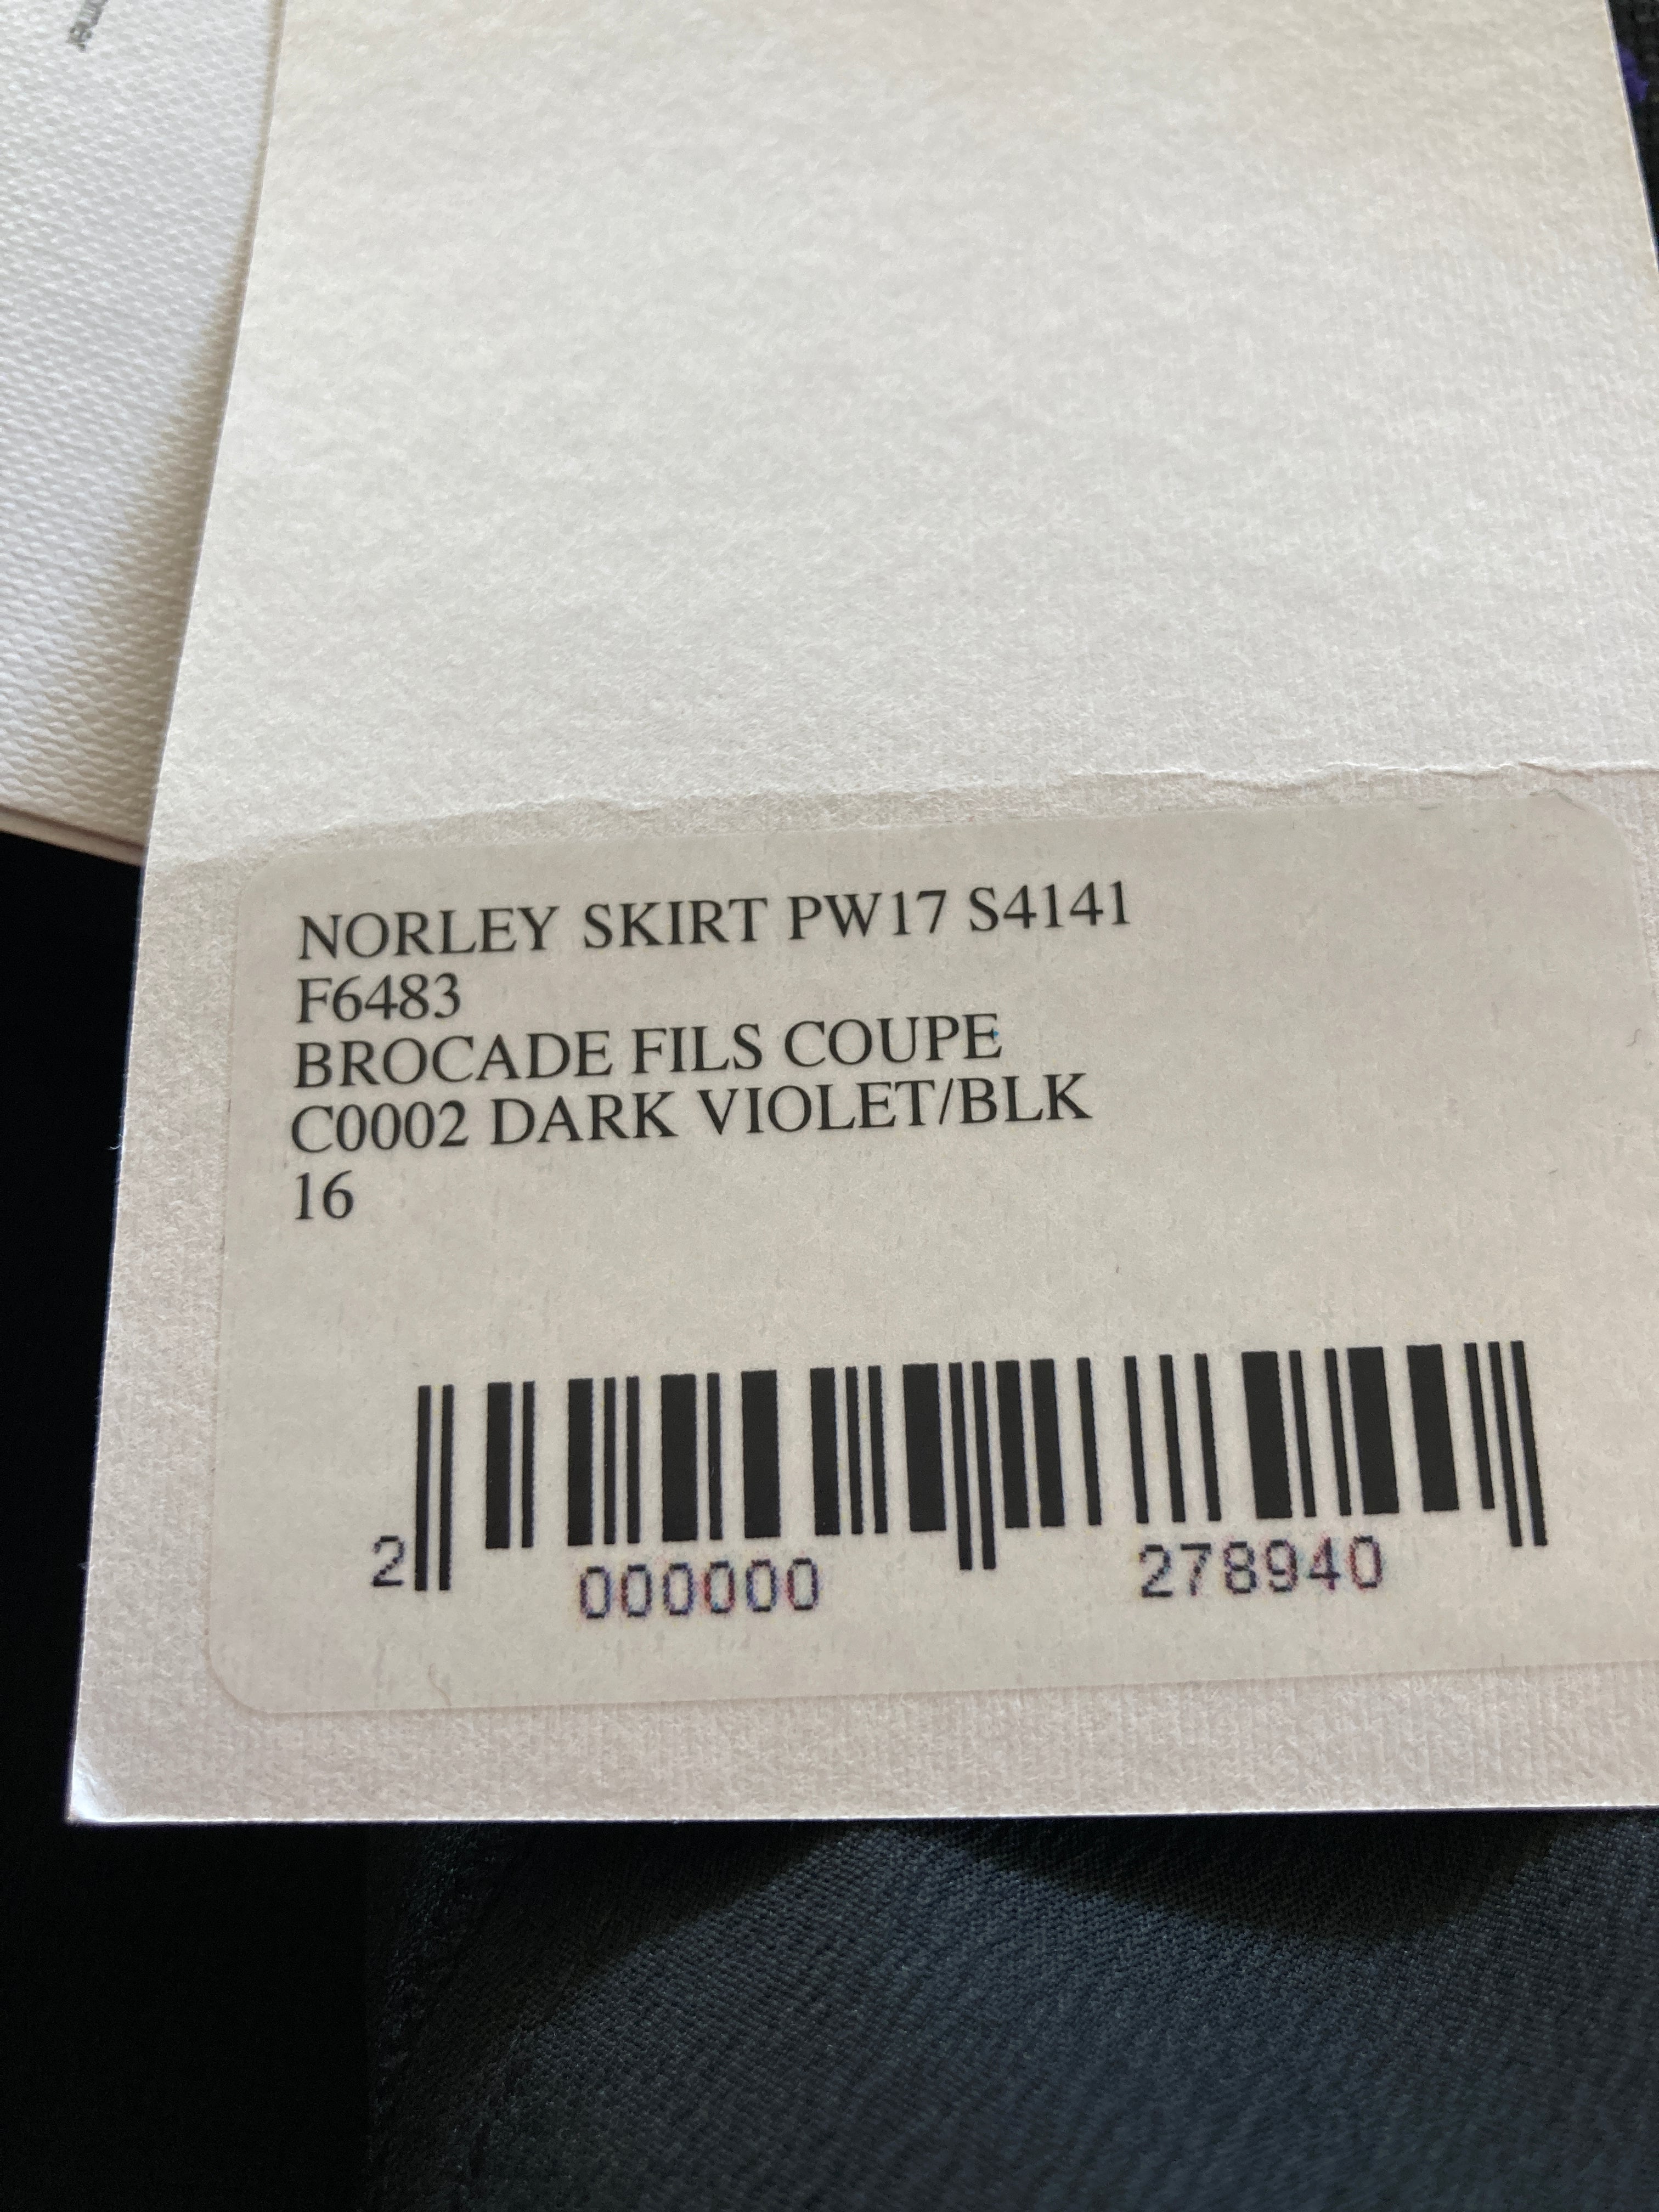 NORLEY SKIRT PW17 S4141
F6483
BROCADE FILS COUPE
C0002 DARK VIOLET/BLK
16
2 000000 278940